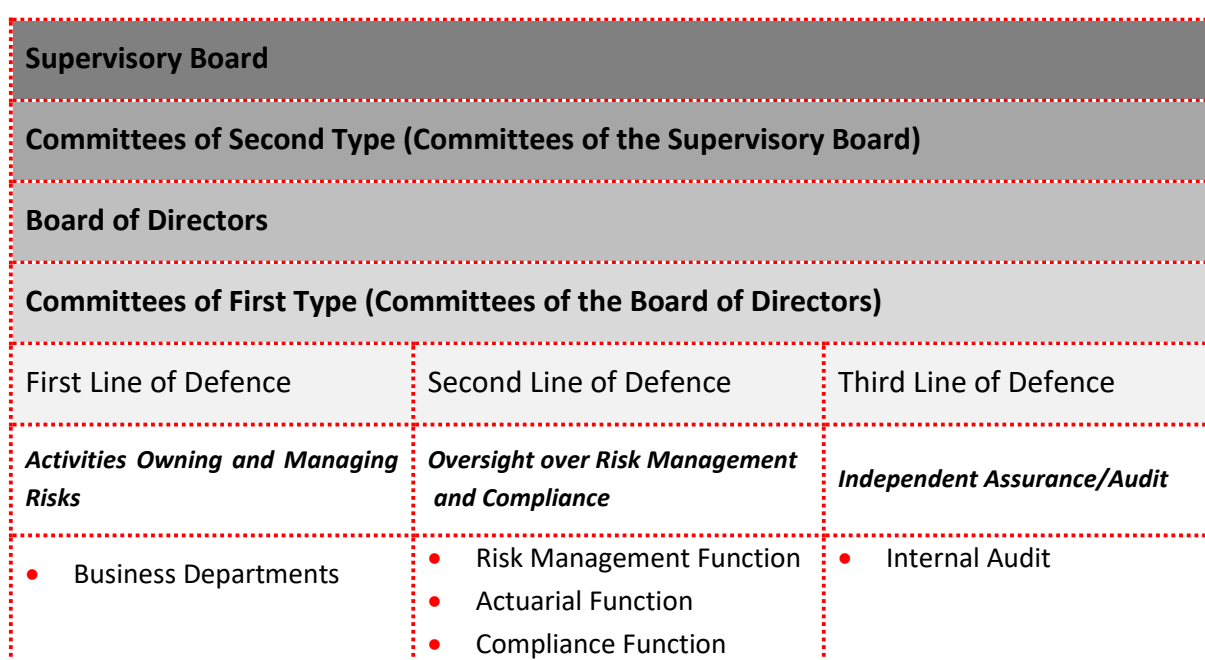 Supervisory Board
Committees of Second Type (Committees of the Supervisory Board)
Board of Directors
Committees of First Type (Committees of the Board of Directors)
First Line of Defence
Second Line of Defence
Third Line of Defence
Activities Owning and Managing
Risks
Oversight over Risk Management
and Compliance
Independent Assurance/Audit
• Business Departments
• Risk Management Function
• Actuarial Function
• Compliance Function
• Internal Audit